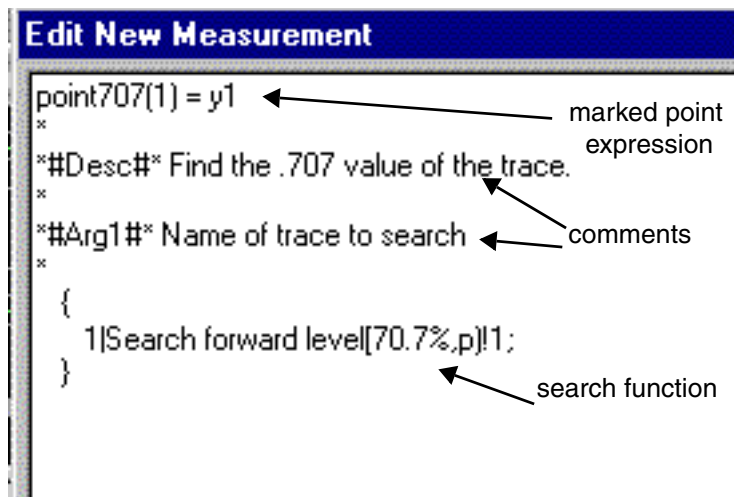 Edit New Measurement
point707(1) = y1
marked point
expression
*
*#Desc#* Find the .707 value of the trace.
*
comments
*#Arg1#* Name of trace to search
*
{
1|Search forward level[70.7%,p)!1;
}
search function